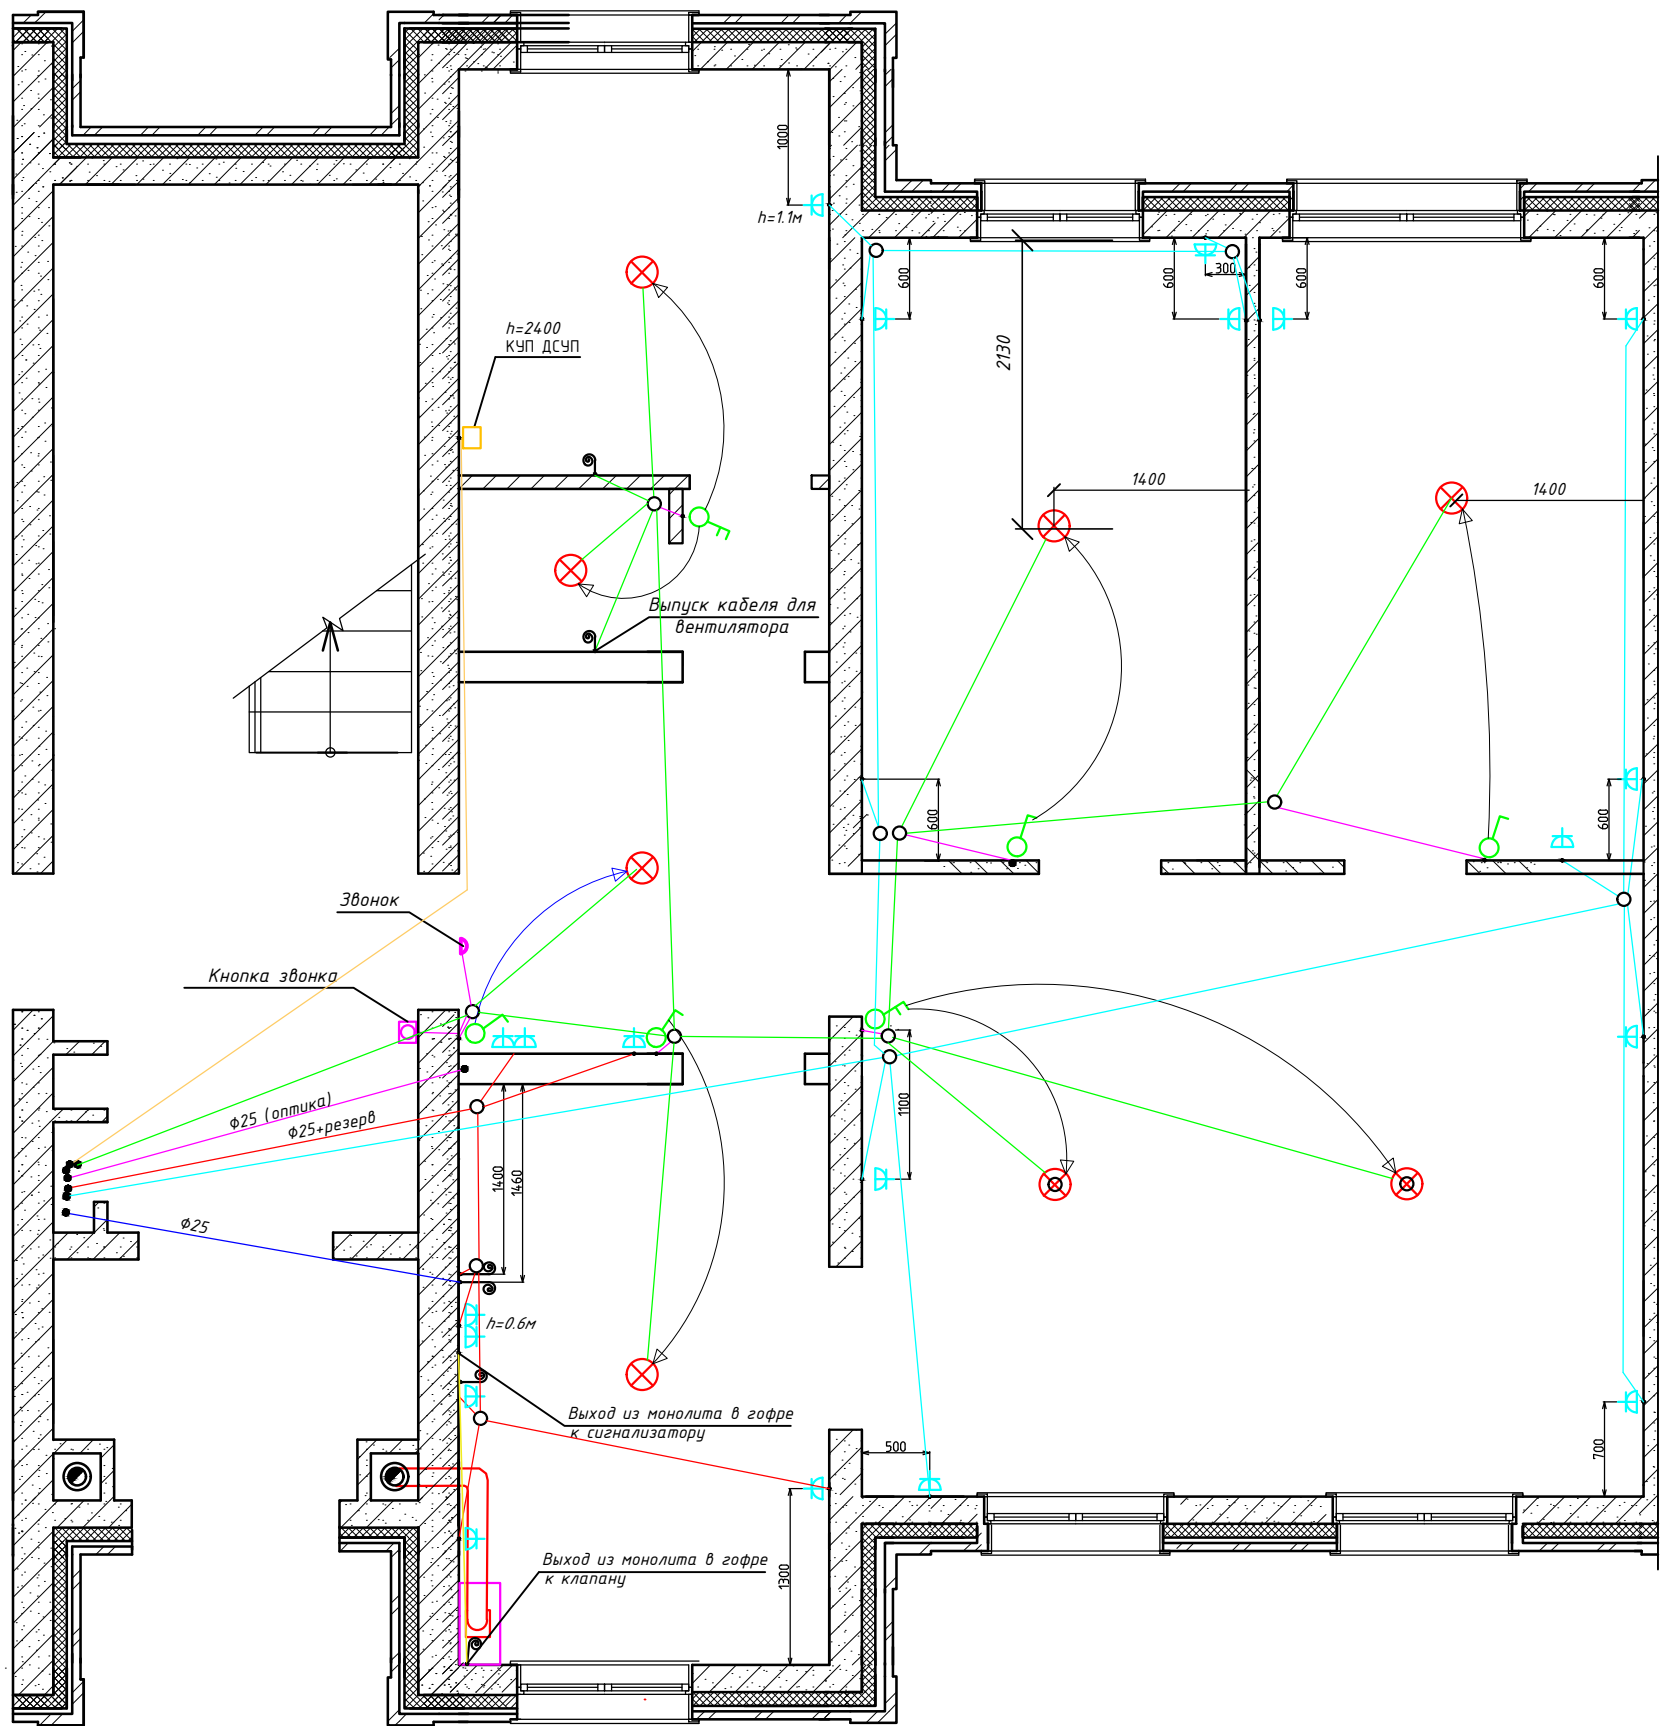 1000
h=1.1м
600
300
600
600
600
h=2400
КУП ДСУП
2130
1400
1400
Выпуск кабеля для
вентилятора
600
600
Звонок
Кнопка звонка
ф25 (оптика)
ф25+резерв
1100
1400
1460
ф25
h=0.6м
Выход из монолита в гофре
к сигнализатору
500
700
Выход из монолита в гофре
к клапану
1300